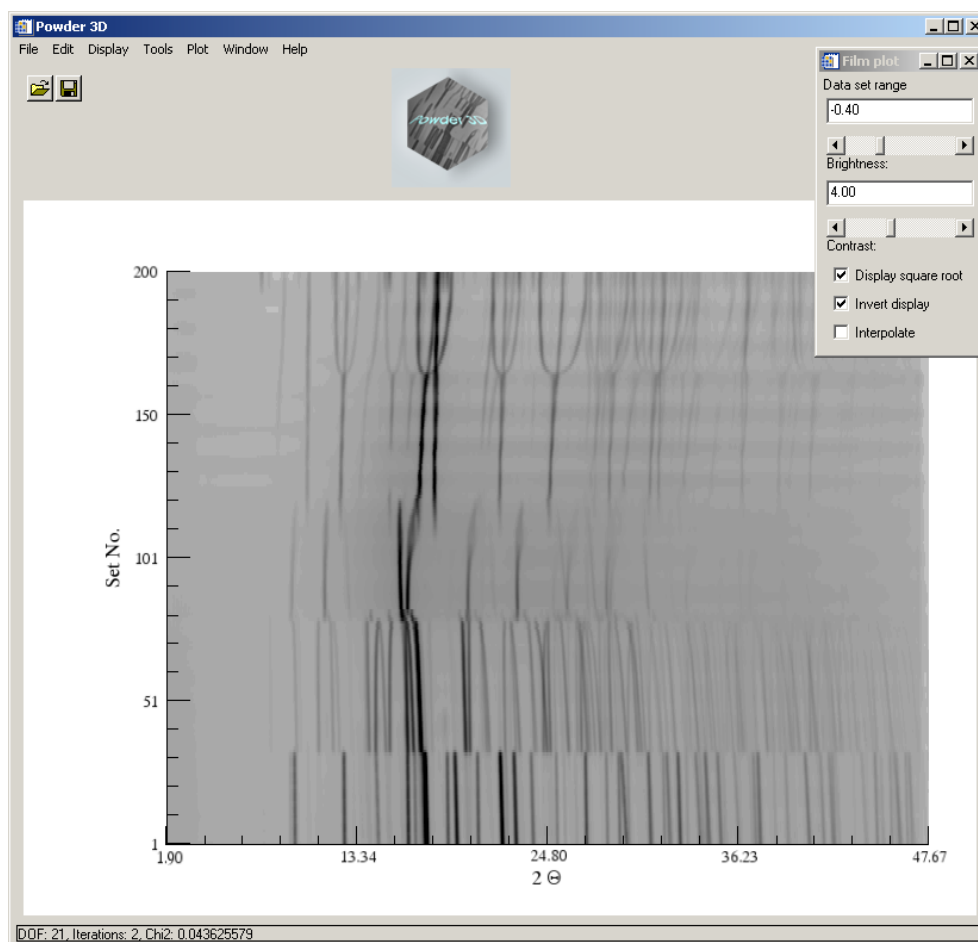 Powder 3D
File Edit Display Tools Plot Window Help
Film plot
Data set range
-0.40
Brightness:
4.00
Contrast:
Display square root
Invert display
Interpolate
Powder 3D
200
150
101
51
1
Set No.
1.90 13.34 24.80 36.23 47.67
2 Θ
DOF: 21, Iterations: 2, Chi2: 0.043625579